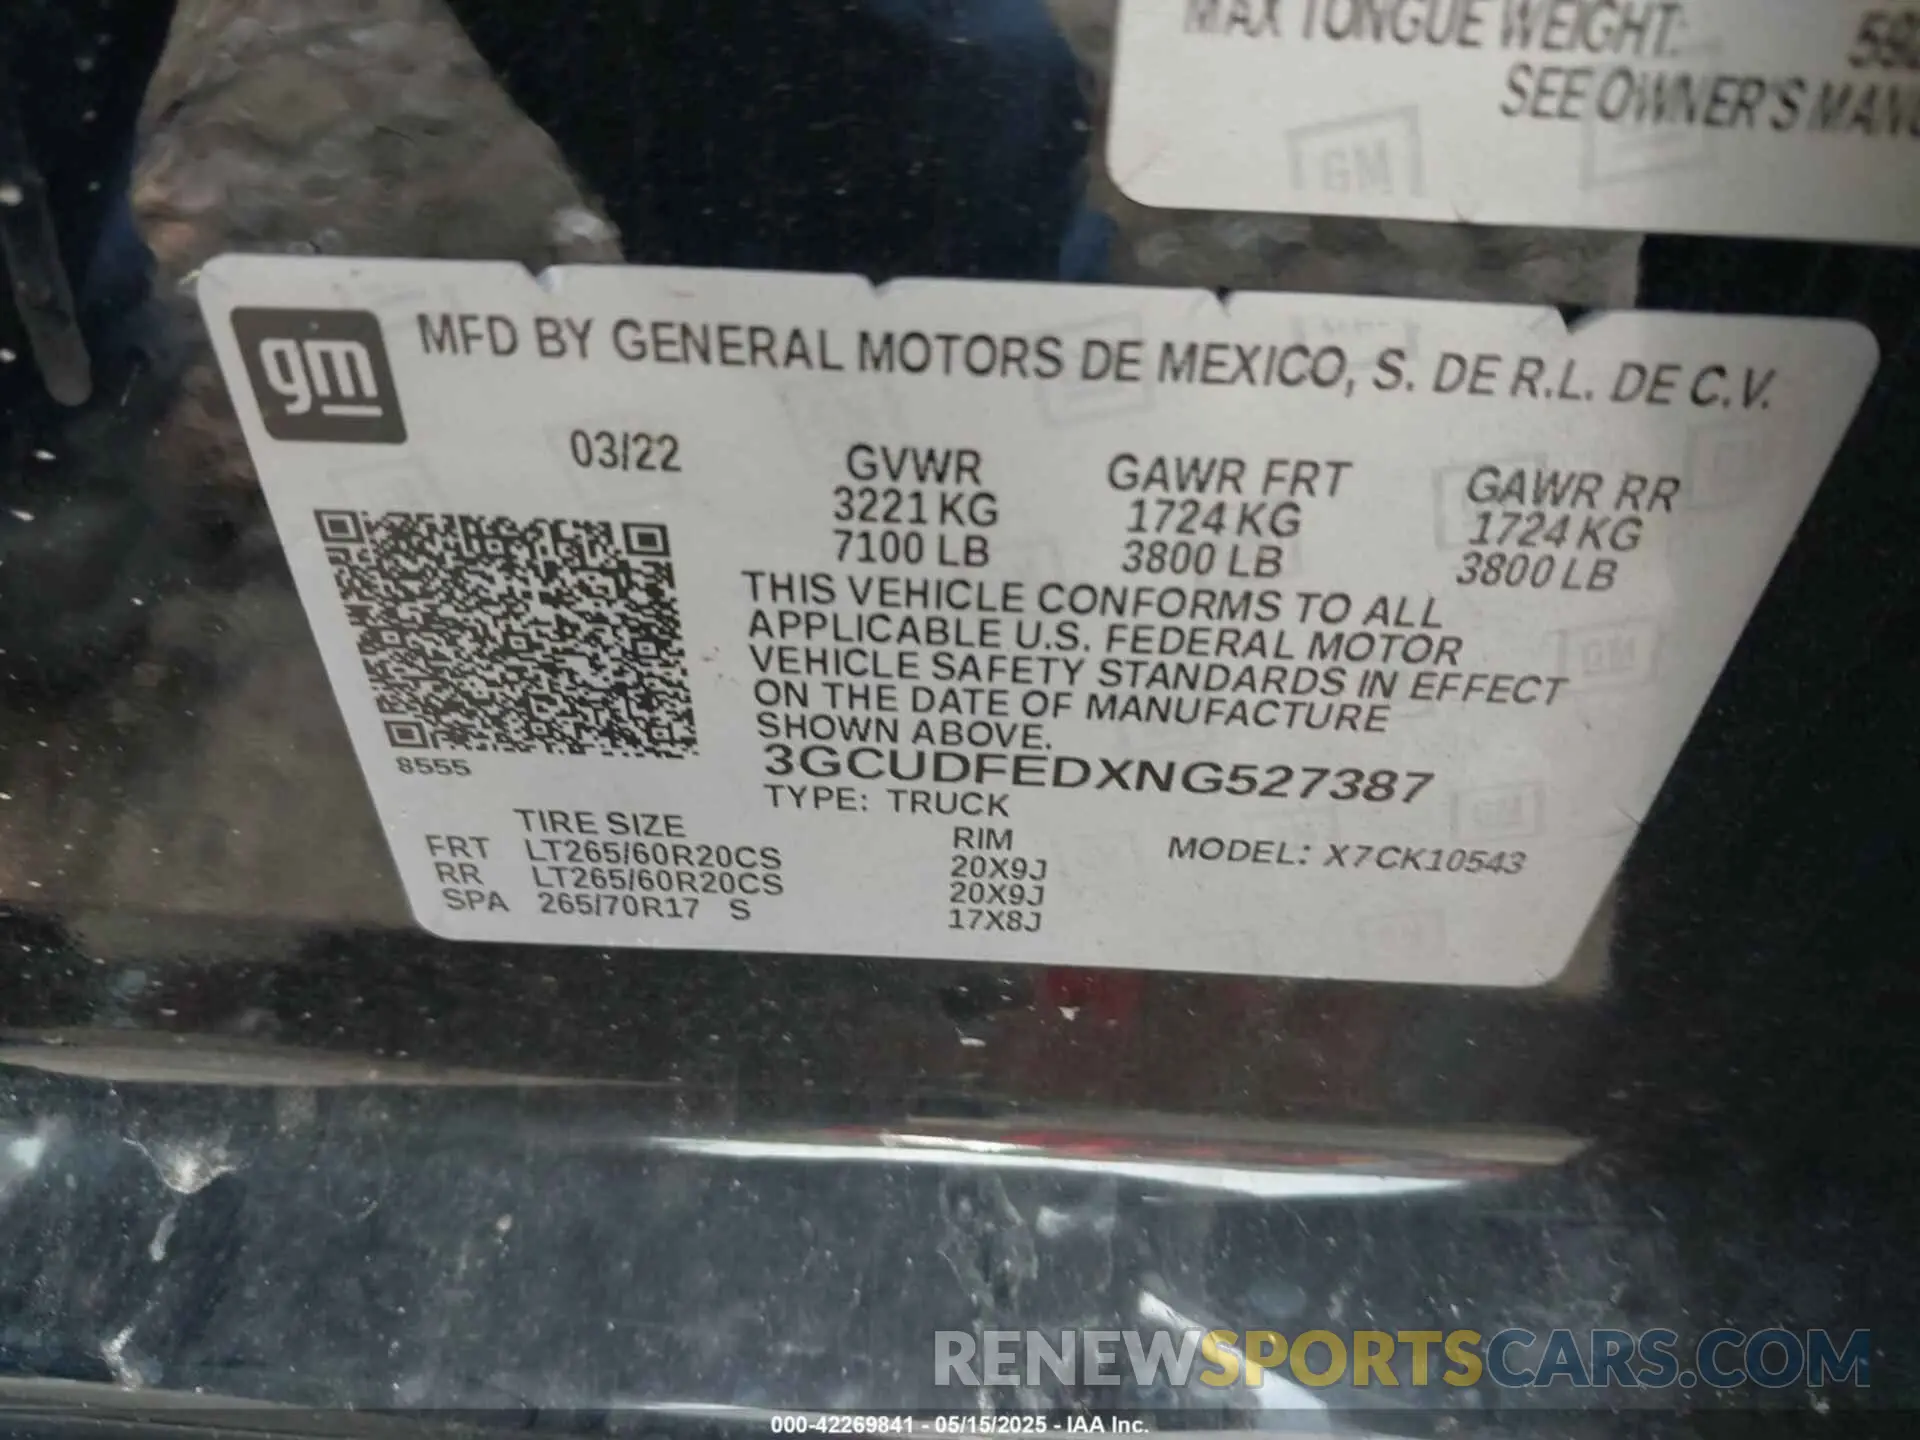 MAX TONGUE WEIGHT:
SEE OWNER'S
GM
gm
MFD BY GENERAL MOTORS DE MEXICO, S. DE R.L. DE C.V.
03/22
GVWR GAWR FRT GAWR RR
3221 KG 1724 KG 1724 KG
7100 LB 3800 LB 3800 LB
THIS VEHICLE CONFORMS TO ALL
APPLICABLE U.S. FEDERAL MOTOR
VEHICLE SAFETY STANDARDS IN EFFECT
ON THE DATE OF MANUFACTURE
SHOWN ABOVE.
8555
3GCUDFEDXNG527387
TYPE: TRUCK
TIRE SIZE RIM MODEL: X7CK10543
FRT LT265/60R20CS 20X9J
RR LT265/60R20CS 20X9J
SPA 265/70R17 S 17X8J
GM
GM
RENEWSPORTSCARS.COM
000-42269841 - 05/15/2025 - IAA Inc.